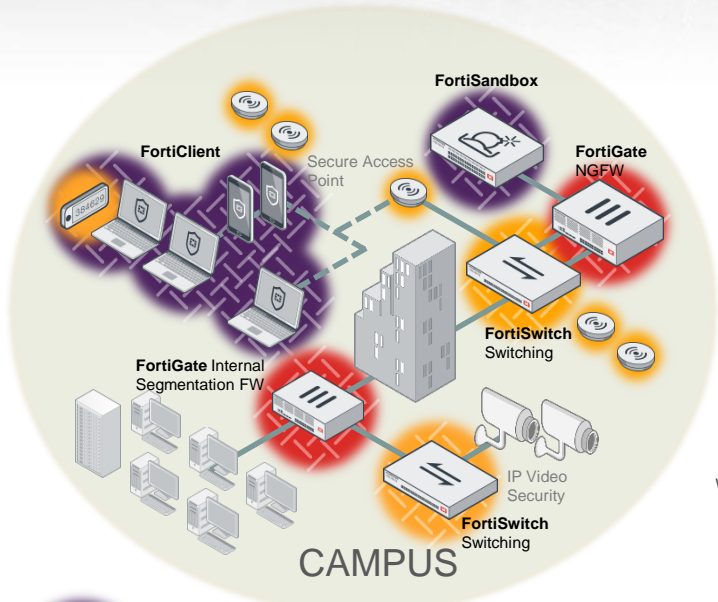 FortiSandbox
FortiClient
Secure Access
Point
FortiGate
NGFW
384629
FortiSwitch
Switching
FortiGate Internal
Segmentation FW
IP Video
Security
FortiSwitch
Switching
CAMPUS